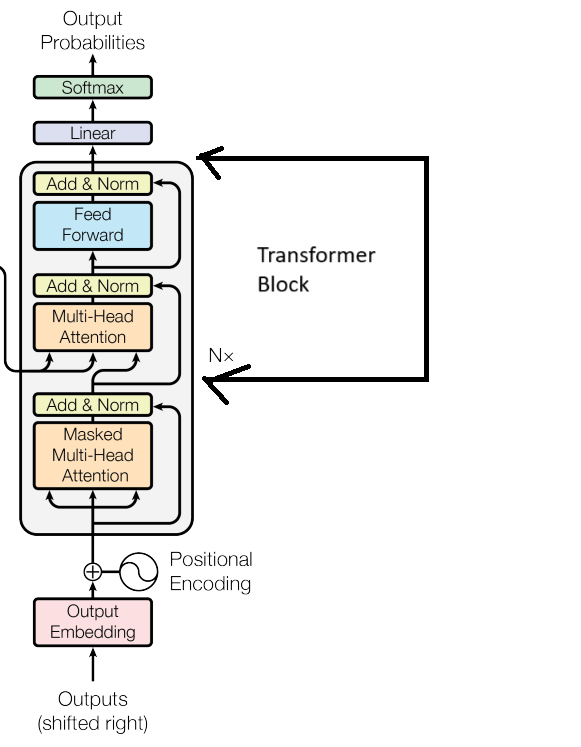 Output
Probabilities
Softmax
Linear
Add & Norm
Feed
Forward
Add & Norm
Multi-Head
Attention
Transformer
Block
N×
Add & Norm
Masked
Multi-Head
Attention
Positional
Encoding
Output
Embedding
Outputs
(shifted right)